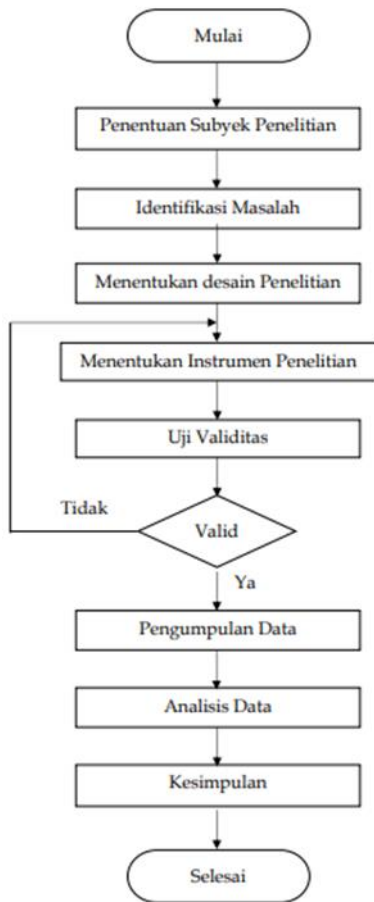 Mulai
Penentuan Subyek Penelitian
Identifikasi Masalah
Menentukan desain Penelitian
Menentukan Instrumen Penelitian
Uji Validitas
Tidak
Valid
Ya
Pengumpulan Data
Analisis Data
Kesimpulan
Selesai